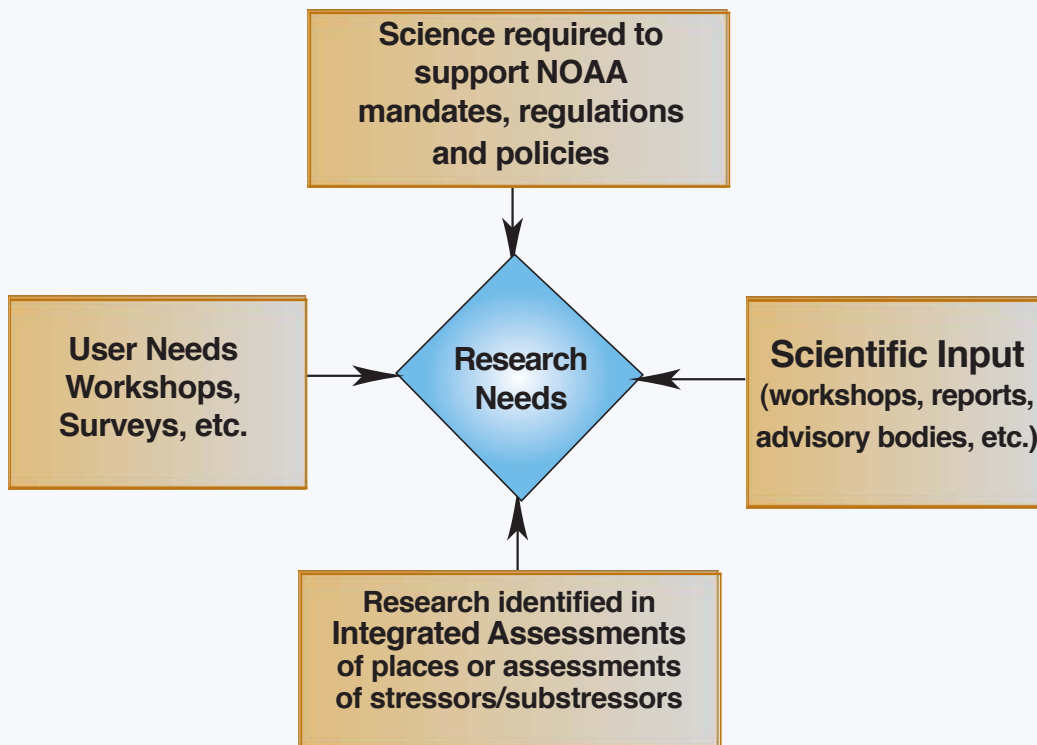 Science required to
support NOAA
mandates, regulations
and policies
User Needs
Workshops,
Surveys, etc.
Research
Needs
Scientific Input
(workshops, reports,
advisory bodies, etc.)
Research identified in
Integrated Assessments
of places or assessments
of stressors/substressors